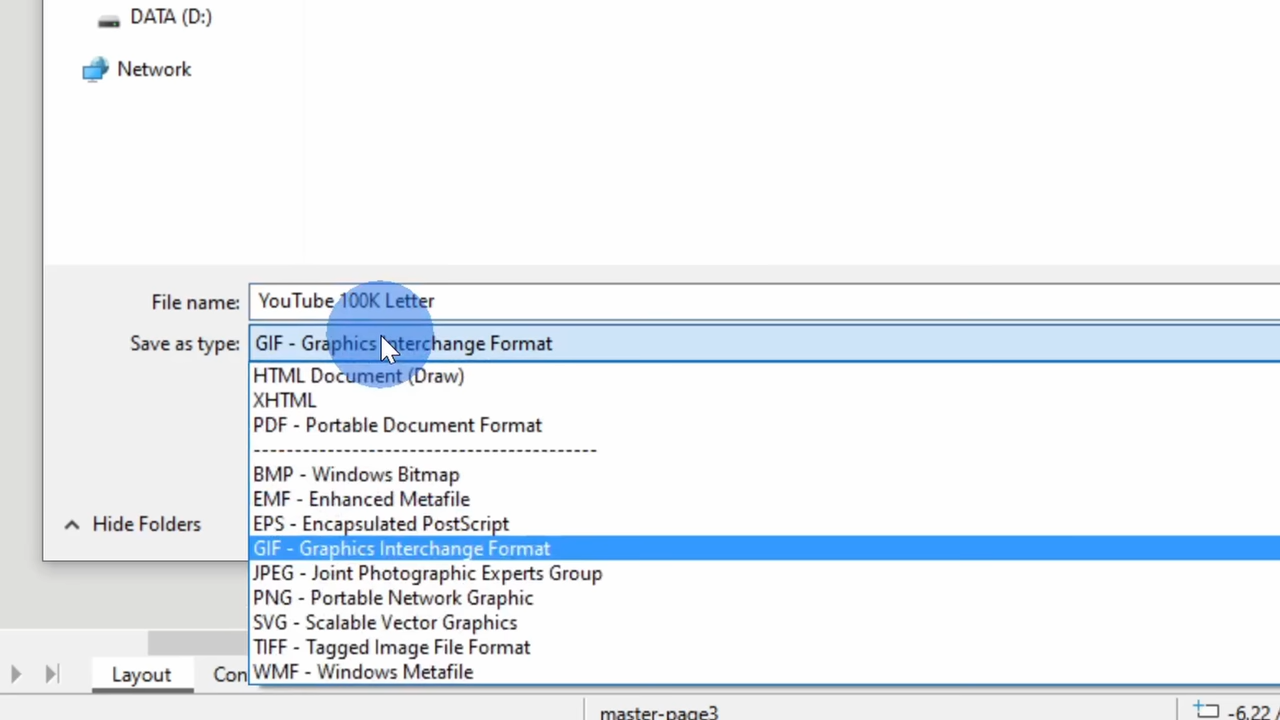 DATA (D:)
Network
File name: YouTube 100K Letter
Save as type: GIF - Graphics Interchange Format
HTML Document (Draw)
XHTML
PDF - Portable Document Format
-----------------------------------------
BMP - Windows Bitmap
EMF - Enhanced Metafile
EPS - Encapsulated PostScript
Hide Folders
GIF - Graphics Interchange Format
JPEG - Joint Photographic Experts Group
PNG - Portable Network Graphic
SVG - Scalable Vector Graphics
TIFF - Tagged Image File Format
WMF - Windows Metafile
Layout Con
master-page3 -6.22 /